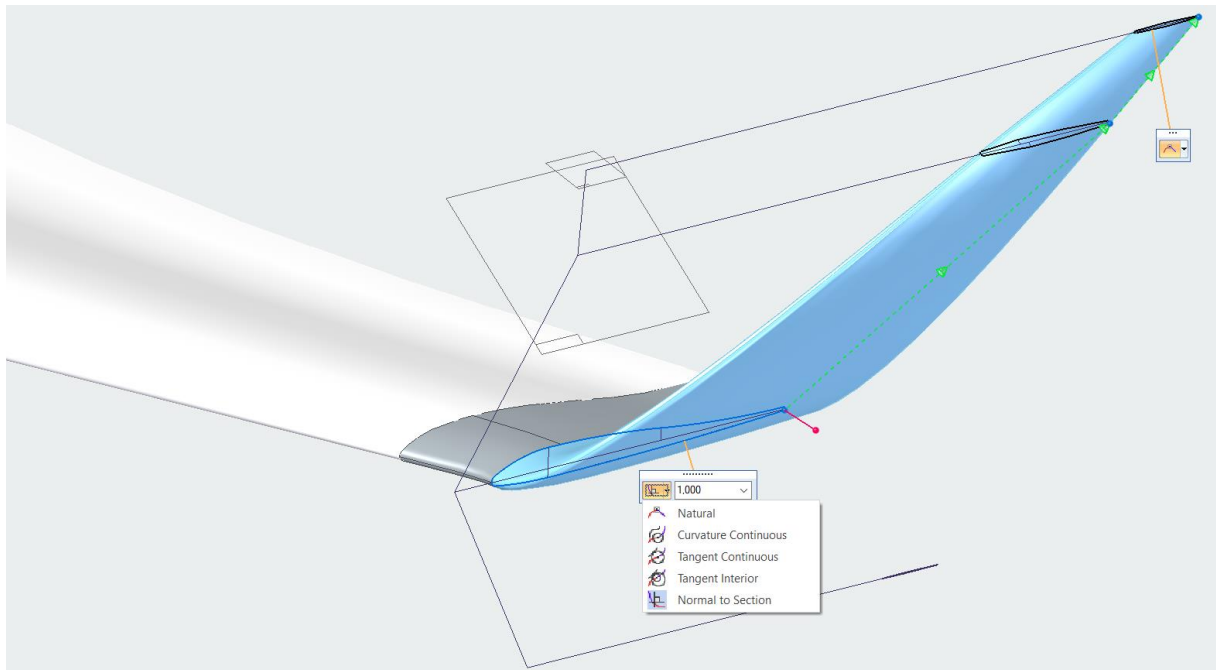 1,000
Natural
Curvature Continuous
Tangent Continuous
Tangent Interior
Normal to Section